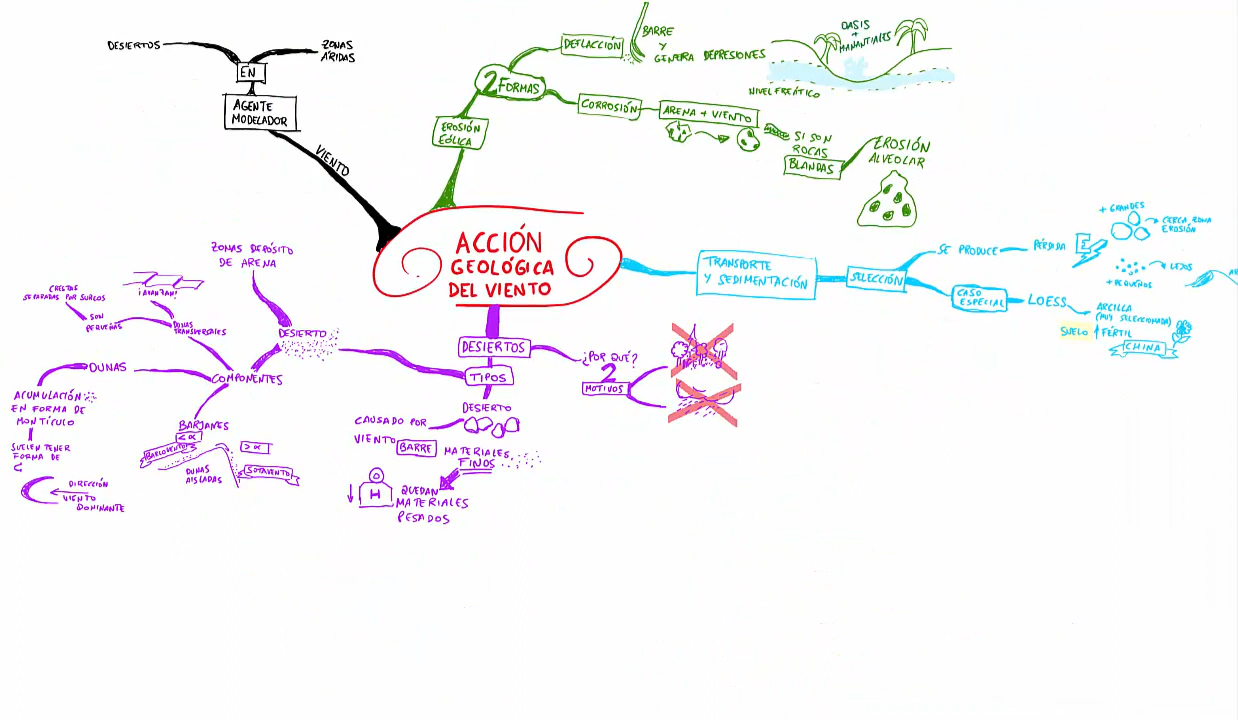 DESIERTOS
ZONAS
ÁRIDAS
EN
AGENTE
MODELADOR
VIENTO
EROSIÓN
EÓLICA
2 FORMAS
DEFLACCIÓN
BARRE
Y
GENERA DEPRESIONES
OASIS
+
MANANTIALES
NIVEL FREÁTICO
CORROSIÓN
ARENA + VIENTO
SI SON
ROCAS
BLANDAS
EROSIÓN
ALVEOLAR
ACCIÓN
GEOLÓGICA
DEL VIENTO
TRANSPORTE
Y SEDIMENTACIÓN
SELECCIÓN
SE PRODUCE
PÉRDIDA
E
+ GRANDES
CERCA ZONA
EROSIÓN
+ PEQUEÑOS
LEJOS
CASO
ESPECIAL
LOESS
ARCILLA
(MUY SELECCIONADA)
SUELO ↑ FÉRTIL
CHINA
DESIERTOS
¿POR QUÉ?
2
MOTIVOS
TIPOS
DESIERTO
CAUSADO POR
VIENTO BARRE MATERIALES
FINOS
QUEDAN
MATERIALES
PESADOS
H
ZONAS DEPÓSITO
DE ARENA
DESIERTO
COMPONENTES
¡AVANZAN!
DUNAS
TRANSVERSALES
SON
PEQUEÑAS
CRESTAS
SEPARADAS POR SURCOS
DUNAS
ACUMULACIÓN
EN FORMA DE
MONTÍCULO
SUELEN TENER
FORMA DE
C
DIRECCIÓN
VIENTO
DOMINANTE
BARJANES
< ∝
BARLOVENTO
> ∝
DUNAS
AISLADAS
SOTAVENTO